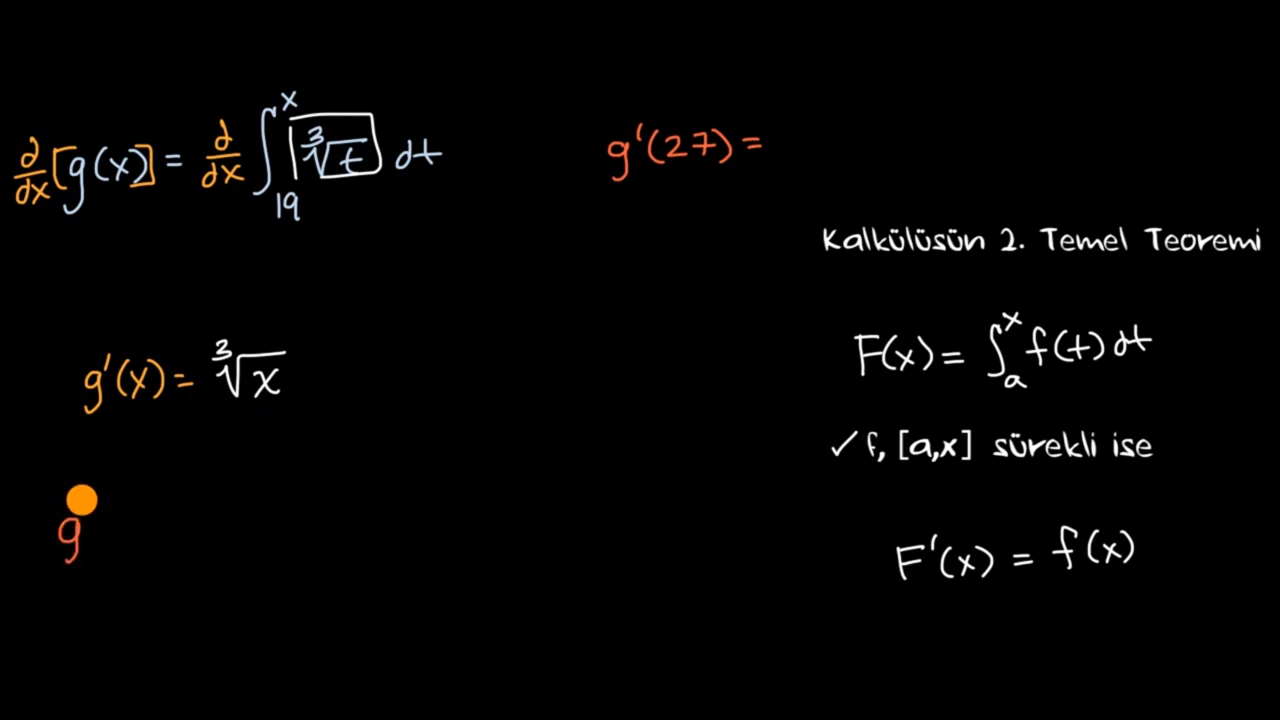 d/dx [g(x)] = d/dx ∫₁₉ˣ ∛t dt
g'(27) =
Kalkülüsün 2. Temel Teoremi
F(x) = ∫ₐˣ f(t) dt
g'(x) = ∛x
✓ f, [a,x] sürekli ise
g
F'(x) = f(x)